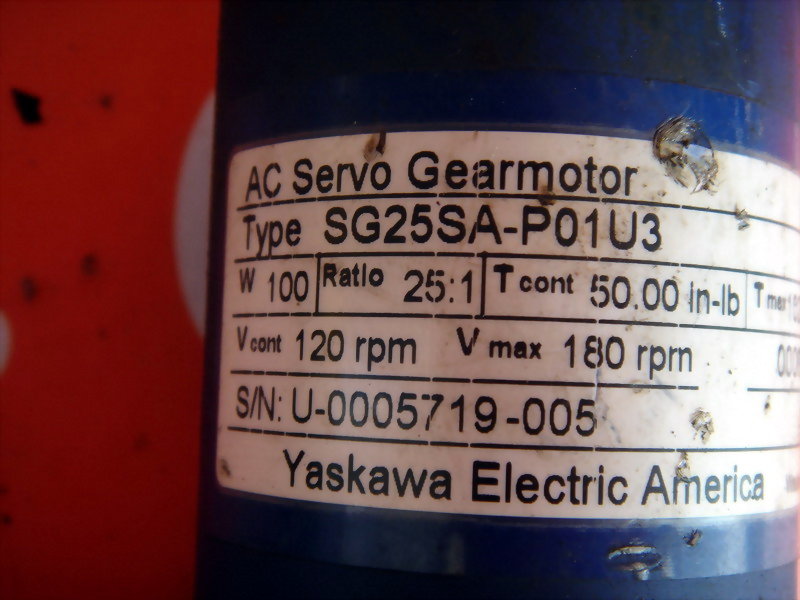 AC Servo Gearmotor
Type SG25SA-P01U3
W 100 Ratio 25:1 T cont 50.00 In-lb T max
V cont 120 rpm V max 180 rpm
S/N: U-0005719-005
Yaskawa Electric America